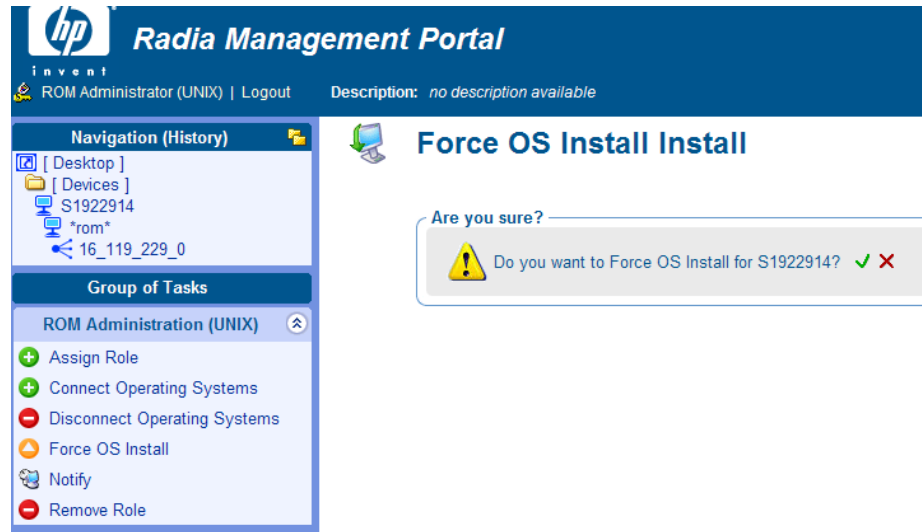 hp
invent
Radia Management Portal
ROM Administrator (UNIX) | Logout
Description: no description available
Navigation (History)
[ Desktop ]
[ Devices ]
S1922914
*rom*
16_119_229_0
Group of Tasks
ROM Administration (UNIX)
Assign Role
Connect Operating Systems
Disconnect Operating Systems
Force OS Install
Notify
Remove Role
Force OS Install Install
Are you sure?
Do you want to Force OS Install for S1922914?